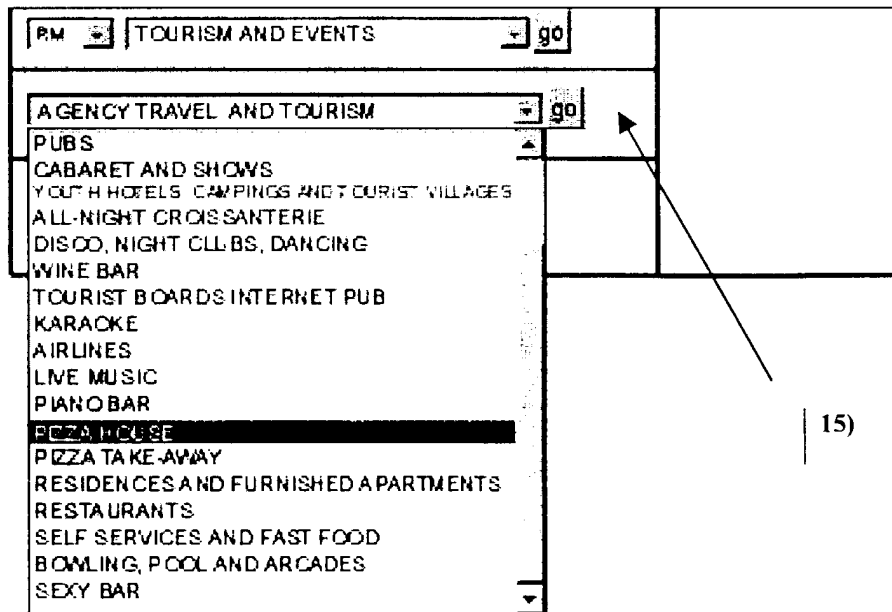 RM TOURISM AND EVENTS go
AGENCY TRAVEL AND TOURISM go
PUBS
CABARET AND SHOWS
YOUTH HOTELS CAMPINGS AND TOURIST VILLAGES
ALL-NIGHT CROISSANTERIE
DISCO, NIGHT CLUBS, DANCING
WINE BAR
TOURIST BOARDS INTERNET PUB
KARAOKE
AIRLINES
LIVE MUSIC
PIANO BAR
PIZZA HOUSE
15)
PIZZA TAKE-AWAY
RESIDENCES AND FURNISHED APARTMENTS
RESTAURANTS
SELF SERVICES AND FAST FOOD
BOWLING, POOL AND ARCADES
SEXY BAR